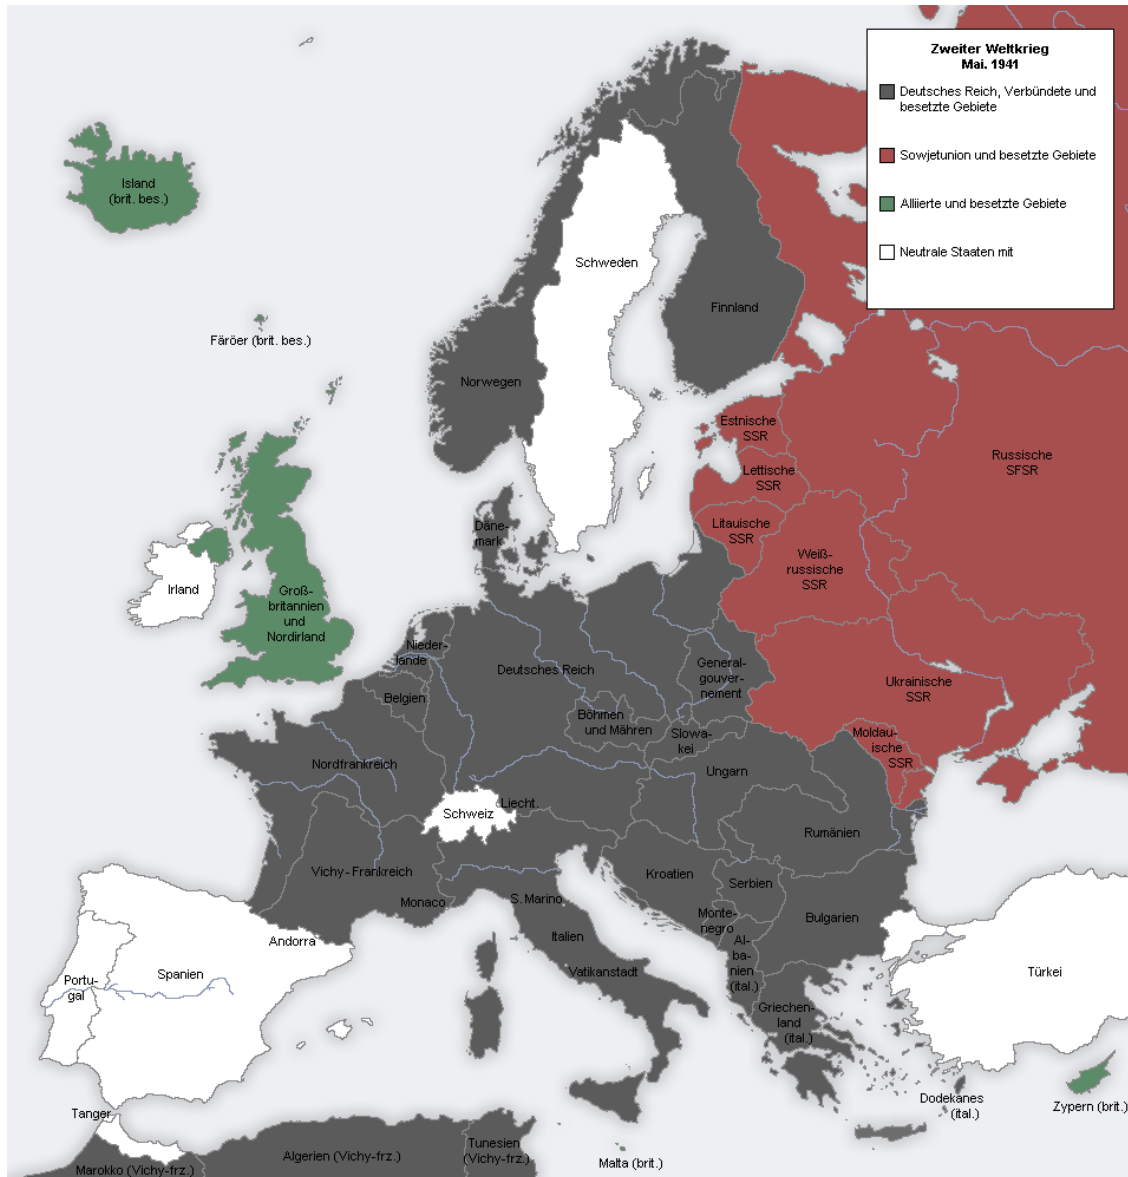 Zweiter Weltkrieg
Mai. 1941
Deutsches Reich, Verbündete und
besetzte Gebiete
Sowjetunion und besetzte Gebiete
Alliierte und besetzte Gebiete
Neutrale Staaten mit
Island
(brit. bes.)
Färöer (brit. bes.)
Schweden
Finnland
Norwegen
Estnische
SSR
Lettische
SSR
Litauische
SSR
Russische
SFSR
Weiß-
russische
SSR
Däne-
mark
Irland
Groß-
britannien
und
Nordirland
Nieder-
lande
Belgien
Deutsches Reich
General-
gouver-
nement
Ukrainische
SSR
Böhmen
und Mähren
Slowa-
kei
Moldau-
ische
SSR
Nordfrankreich
Ungarn
Liecht.
Schweiz
Rumänien
Vichy-Frankreich
Kroatien
Serbien
Monaco
S. Marino
Monte-
negro
Bulgarien
Andorra
Italien
Al-
ba-
nien
(ital.)
Portu-
gal
Spanien
Vatikanstadt
Türkei
Griechen-
land
(ital.)
Dodekanes
(ital.)
Zypern (brit.)
Tanger
Marokko (Vichy-frz.)
Algerien (Vichy-frz.)
Tunesien
(Vichy-frz.)
Malta (brit.)